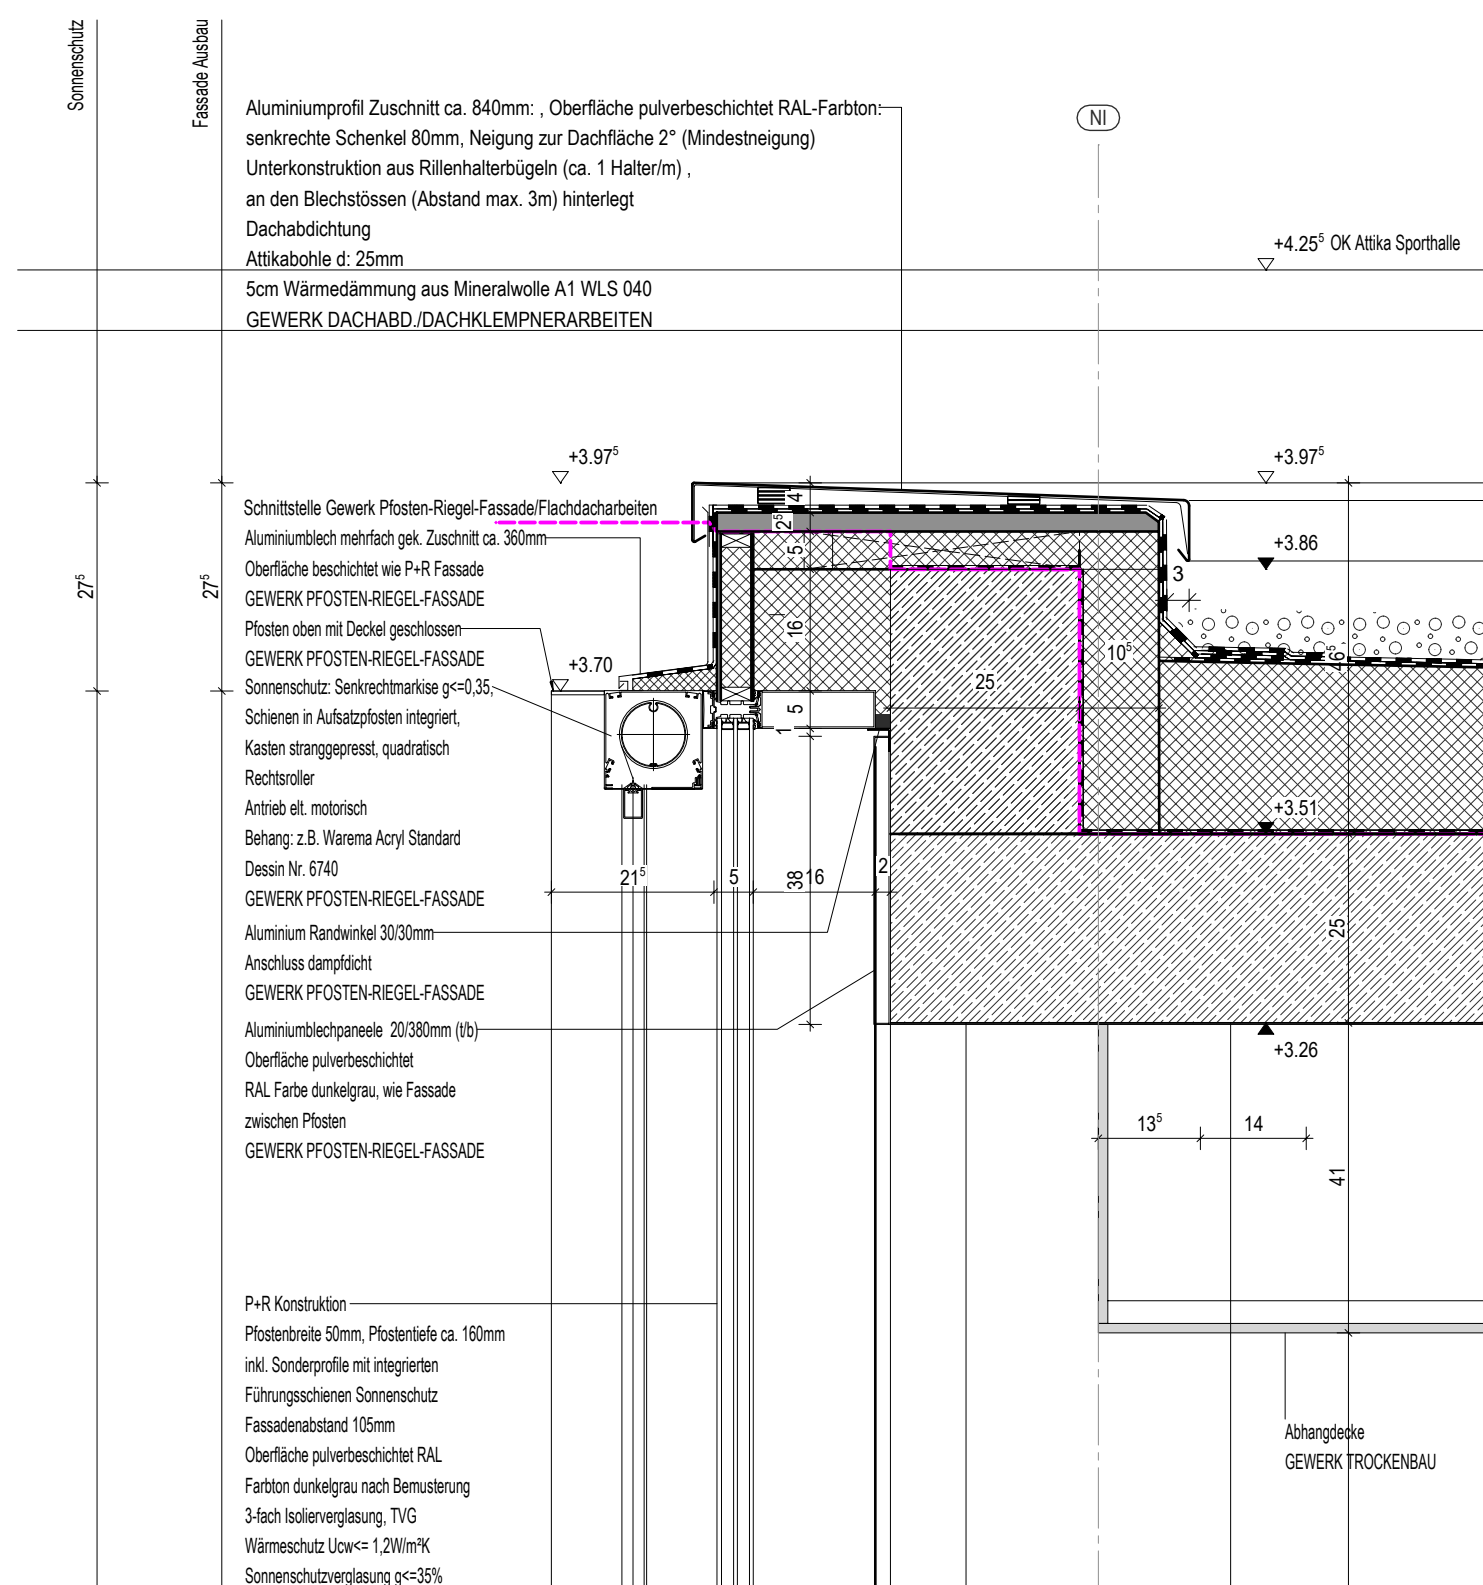 Sonnenschutz
Fassade Ausbau
Aluminiumprofil Zuschnitt ca. 840mm: , Oberfläche pulverbeschichtet RAL-Farbton:
senkrechte Schenkel 80mm, Neigung zur Dachfläche 2° (Mindestneigung)
Unterkonstruktion aus Rillenhalterbügeln (ca. 1 Halter/m) ,
an den Blechstössen (Abstand max. 3m) hinterlegt
Dachabdichtung
Attikabohle d: 25mm
5cm Wärmedämmung aus Mineralwolle A1 WLS 040
GEWERK DACHABD./DACHKLEMPNERARBEITEN
NI
+4.25⁵ OK Attika Sporthalle
+3.97⁵
+3.97⁵
Schnittstelle Gewerk Pfosten-Riegel-Fassade/Flachdacharbeiten
Aluminiumblech mehrfach gek. Zuschnitt ca. 360mm
Oberfläche beschichtet wie P+R Fassade
GEWERK PFOSTEN-RIEGEL-FASSADE
Pfosten oben mit Deckel geschlossen
GEWERK PFOSTEN-RIEGEL-FASSADE
Sonnenschutz: Senkrechtmarkise g<=0,35,
Schienen in Aufsatzpfosten integriert,
Kasten stranggepresst, quadratisch
Rechtsroller
Antrieb elt. motorisch
Behang: z.B. Warema Acryl Standard
Dessin Nr. 6740
GEWERK PFOSTEN-RIEGEL-FASSADE
Aluminium Randwinkel 30/30mm
Anschluss dampfdicht
GEWERK PFOSTEN-RIEGEL-FASSADE
Aluminiumblechpaneele 20/380mm (t/b)
Oberfläche pulverbeschichtet
RAL Farbe dunkelgrau, wie Fassade
zwischen Pfosten
GEWERK PFOSTEN-RIEGEL-FASSADE
27⁵
27⁵
4
2⁵
5
16
5
1
38
+3.86
3
+3.70
10⁵
46⁵
25
+3.51
21⁵
5
16
2
25
+3.26
13⁵
14
41
P+R Konstruktion
Pfostenbreite 50mm, Pfostentiefe ca. 160mm
inkl. Sonderprofile mit integrierten
Führungsschienen Sonnenschutz
Fassadenabstand 105mm
Oberfläche pulverbeschichtet RAL
Farbton dunkelgrau nach Bemusterung
3-fach Isolierverglasung, TVG
Wärmeschutz Ucw<= 1,2W/m²K
Sonnenschutzverglasung g<=35%
Abhangdecke
GEWERK TROCKENBAU